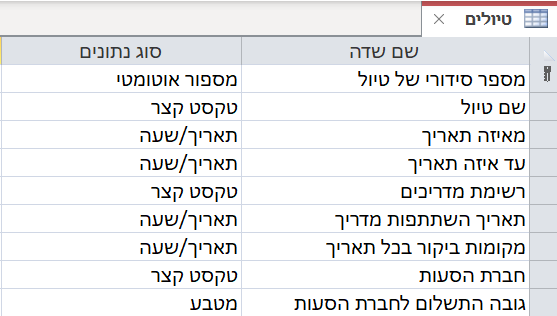 טיולים
שם שדה סוג נתונים
מספר סידורי של טיול מספור אוטומטי
שם טיול טקסט קצר
מאיזה תאריך תאריך/שעה
עד איזה תאריך תאריך/שעה
רשימת מדריכים טקסט קצר
תאריך השתתפות מדריך תאריך/שעה
מקומות ביקור בכל תאריך תאריך/שעה
חברת הסעות טקסט קצר
גובה התשלום לחברת הסעות מטבע